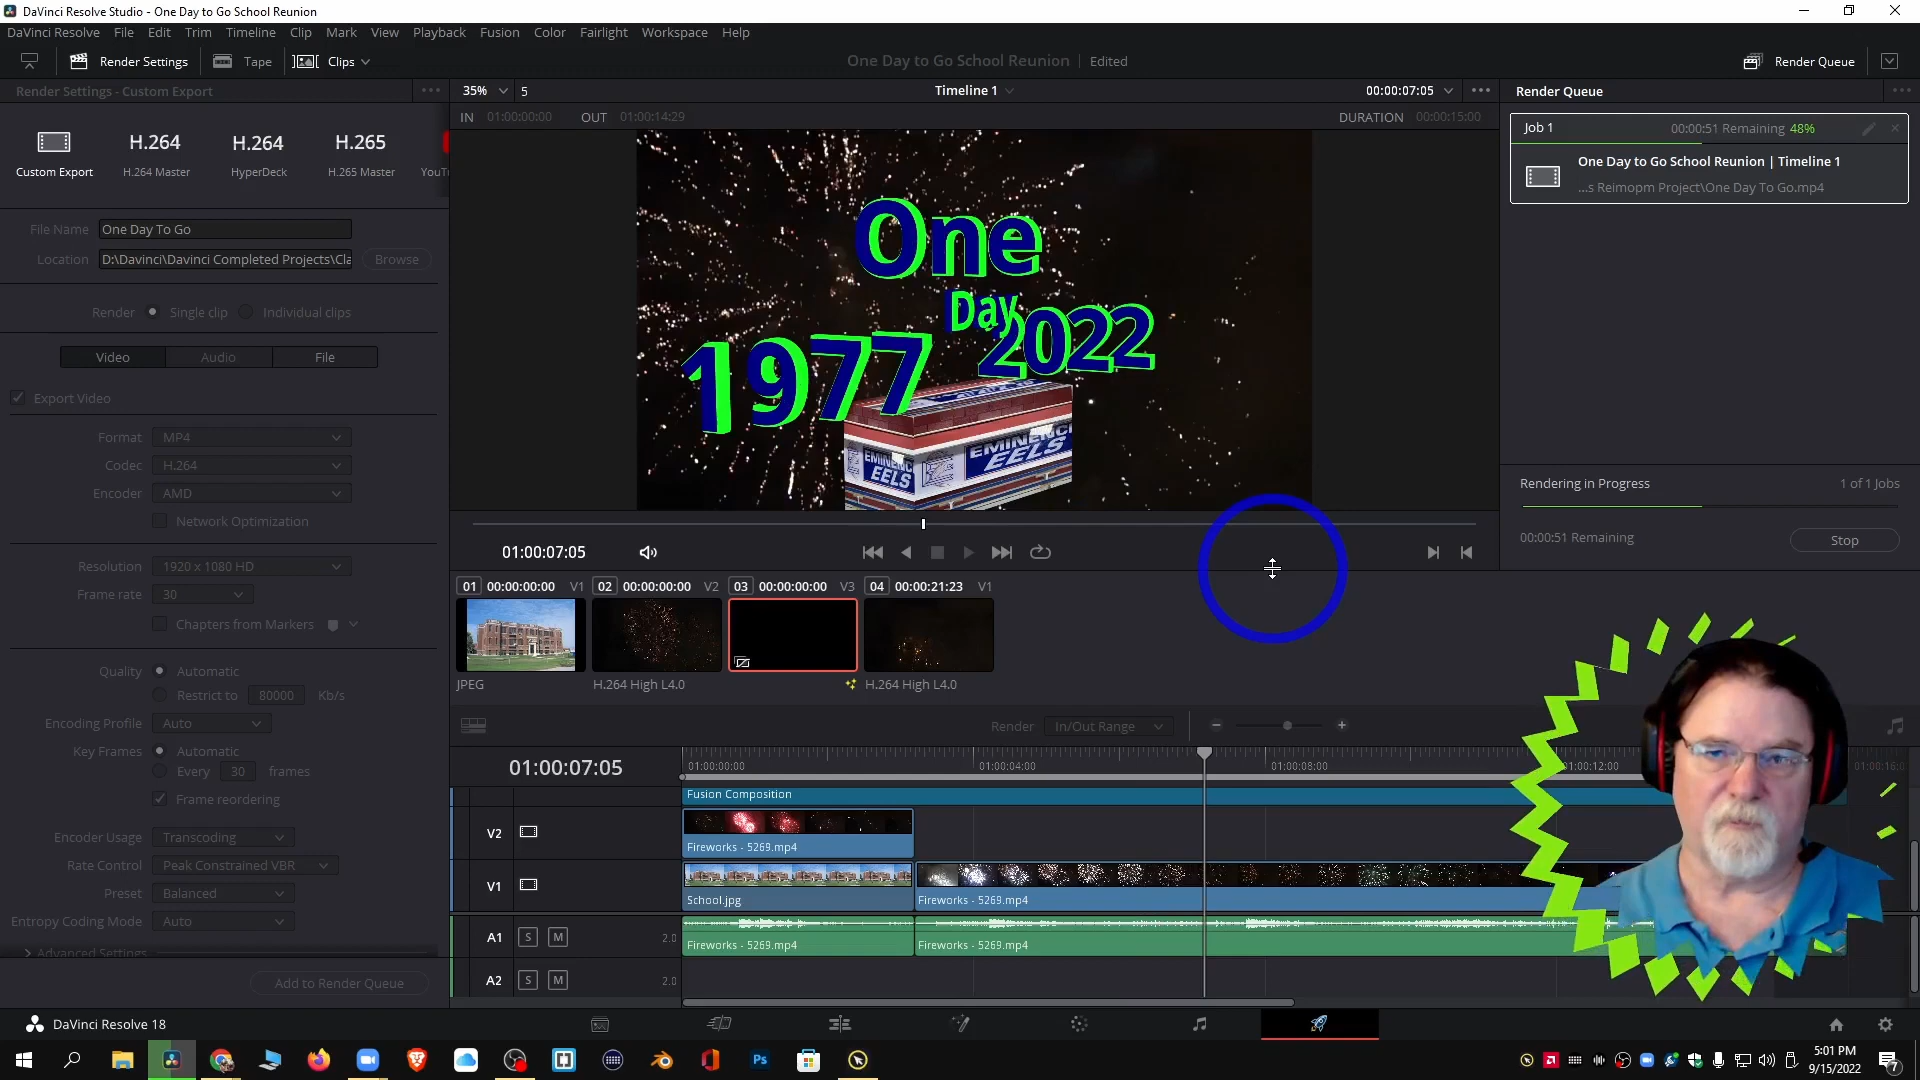 DaVinci Resolve Studio - One Day to Go School Reunion
DaVinci Resolve File Edit Trim Timeline Clip Mark View Playback Fusion Color Fairlight Workspace Help
Render Settings Tape Clips One Day to Go School Reunion Edited Render Queue
Render Settings - Custom Export 35% 5 Timeline 1 00:00:07:05 Render Queue
IN 01:00:00:00 OUT 01:00:14:29 DURATION 00:00:15:00
Job 1 00:00:51 Remaining 48%
H.264 H.264 H.265
Custom Export H.264 Master HyperDeck H.265 Master YouT
One Day to Go School Reunion | Timeline 1
...s Reimopm Project\One Day To Go.mp4
One
Day
1977 2022
EMINENCE
EELS
EELS
File Name One Day To Go
Location D:\Davinci\Davinci Completed Projects\Cla Browse
Render Single clip Individual clips
Video Audio File
Export Video
Format MP4
Codec H.264
Encoder AMD
Network Optimization
Resolution 1920 x 1080 HD
Frame rate 30
Chapters from Markers
Quality Automatic
Restrict to 80000 Kb/s
Encoding Profile Auto
Key Frames Automatic
Every 30 frames
Frame reordering
Encoder Usage Transcoding
Rate Control Peak Constrained VBR
Preset Balanced
Entropy Coding Mode Auto
Advanced Settings
Add to Render Queue
Rendering in Progress 1 of 1 Jobs
00:00:51 Remaining Stop
01:00:07:05
01 00:00:00:00 V1 02 00:00:00:00 V2 03 00:00:00:00 V3 04 00:00:21:23 V1
JPEG H.264 High L4.0 H.264 High L4.0
Render In/Out Range
01:00:07:05 01:00:00:00 01:00:04:00 01:00:08:00 01:00:12:00 01:00:16:0
Fusion Composition
V2
Fireworks - 5269.mp4
V1
School.jpg Fireworks - 5269.mp4
A1 S M 2.0
Fireworks - 5269.mp4 Fireworks - 5269.mp4
A2 S M 2.0
DaVinci Resolve 18
Ps
5:01 PM
9/15/2022
7